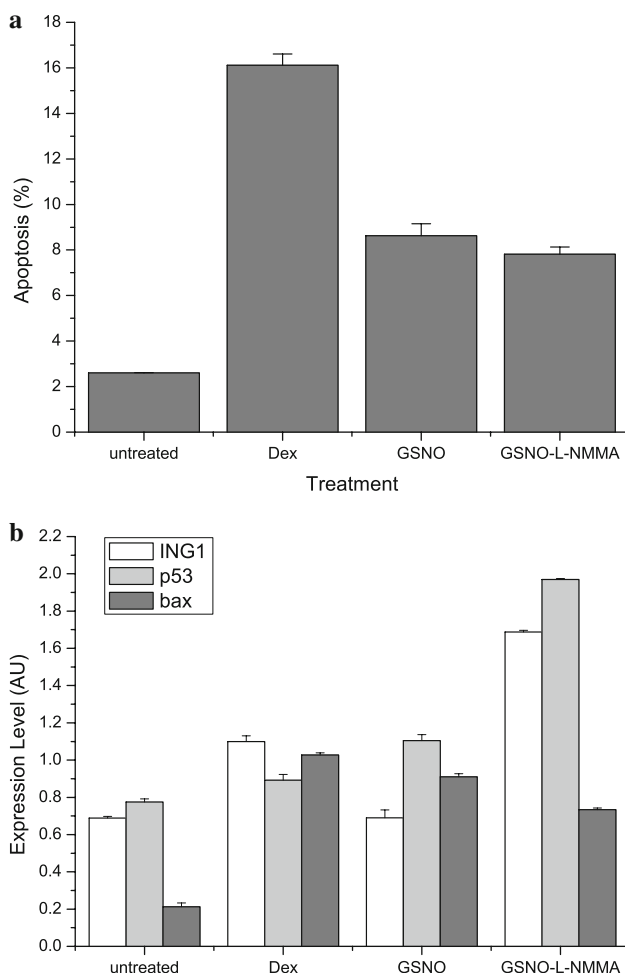 a
18
16
14
12
10
8
6
4
2
0
Apoptosis (%)
untreated Dex GSNO GSNO-L-NMMA
Treatment
b
2.2
2.0
1.8
1.6
1.4
1.2
1.0
0.8
0.6
0.4
0.2
0.0
Expression Level (AU)
ING1
p53
bax
untreated Dex GSNO GSNO-L-NMMA